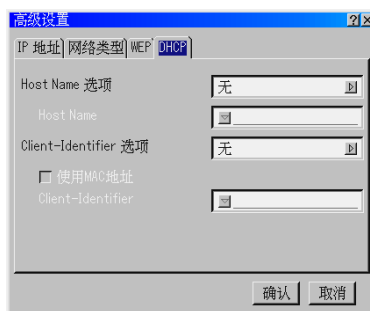 高级设置
IP 地址 网络类型 WEP DHCP
Host Name 选项 无
Host Name
Client-Identifier 选项 无
使用MAC地址
Client-Identifier
确认 取消